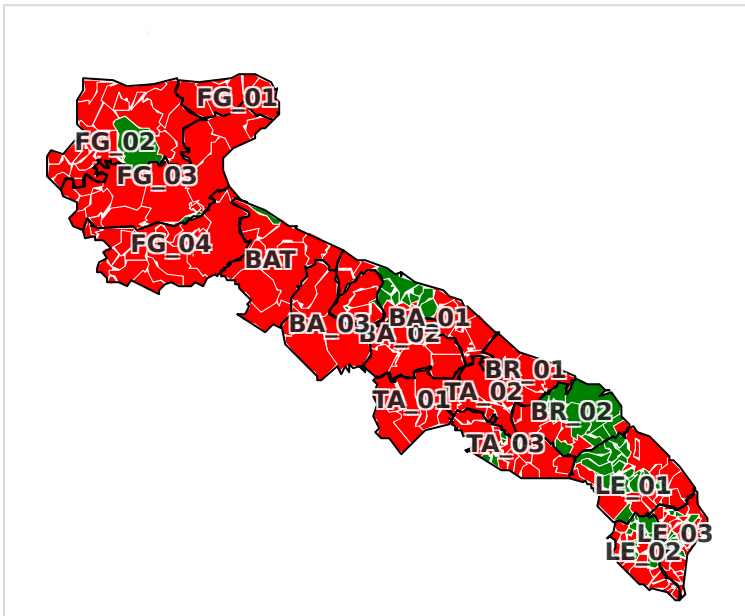 FG_01
FG_02
FG_03
FG_04
BAT
BA_01
BA_03
BA_02
BR_01
TA_02
TA_01
BR_02
TA_03
LE_01
LE_03
LE_02